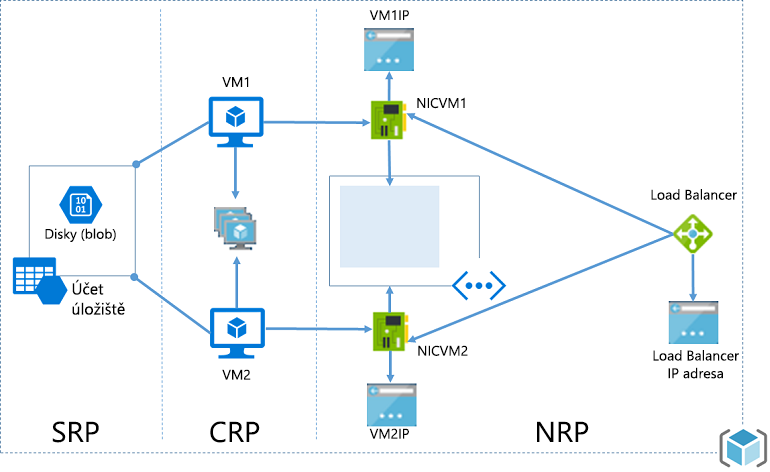 VM1IP
VM1
NICVM1
Load Balancer
10
01
Disky (blob)
Účet
úložiště
Load Balancer
IP adresa
NICVM2
VM2
VM2IP
SRP
CRP
NRP